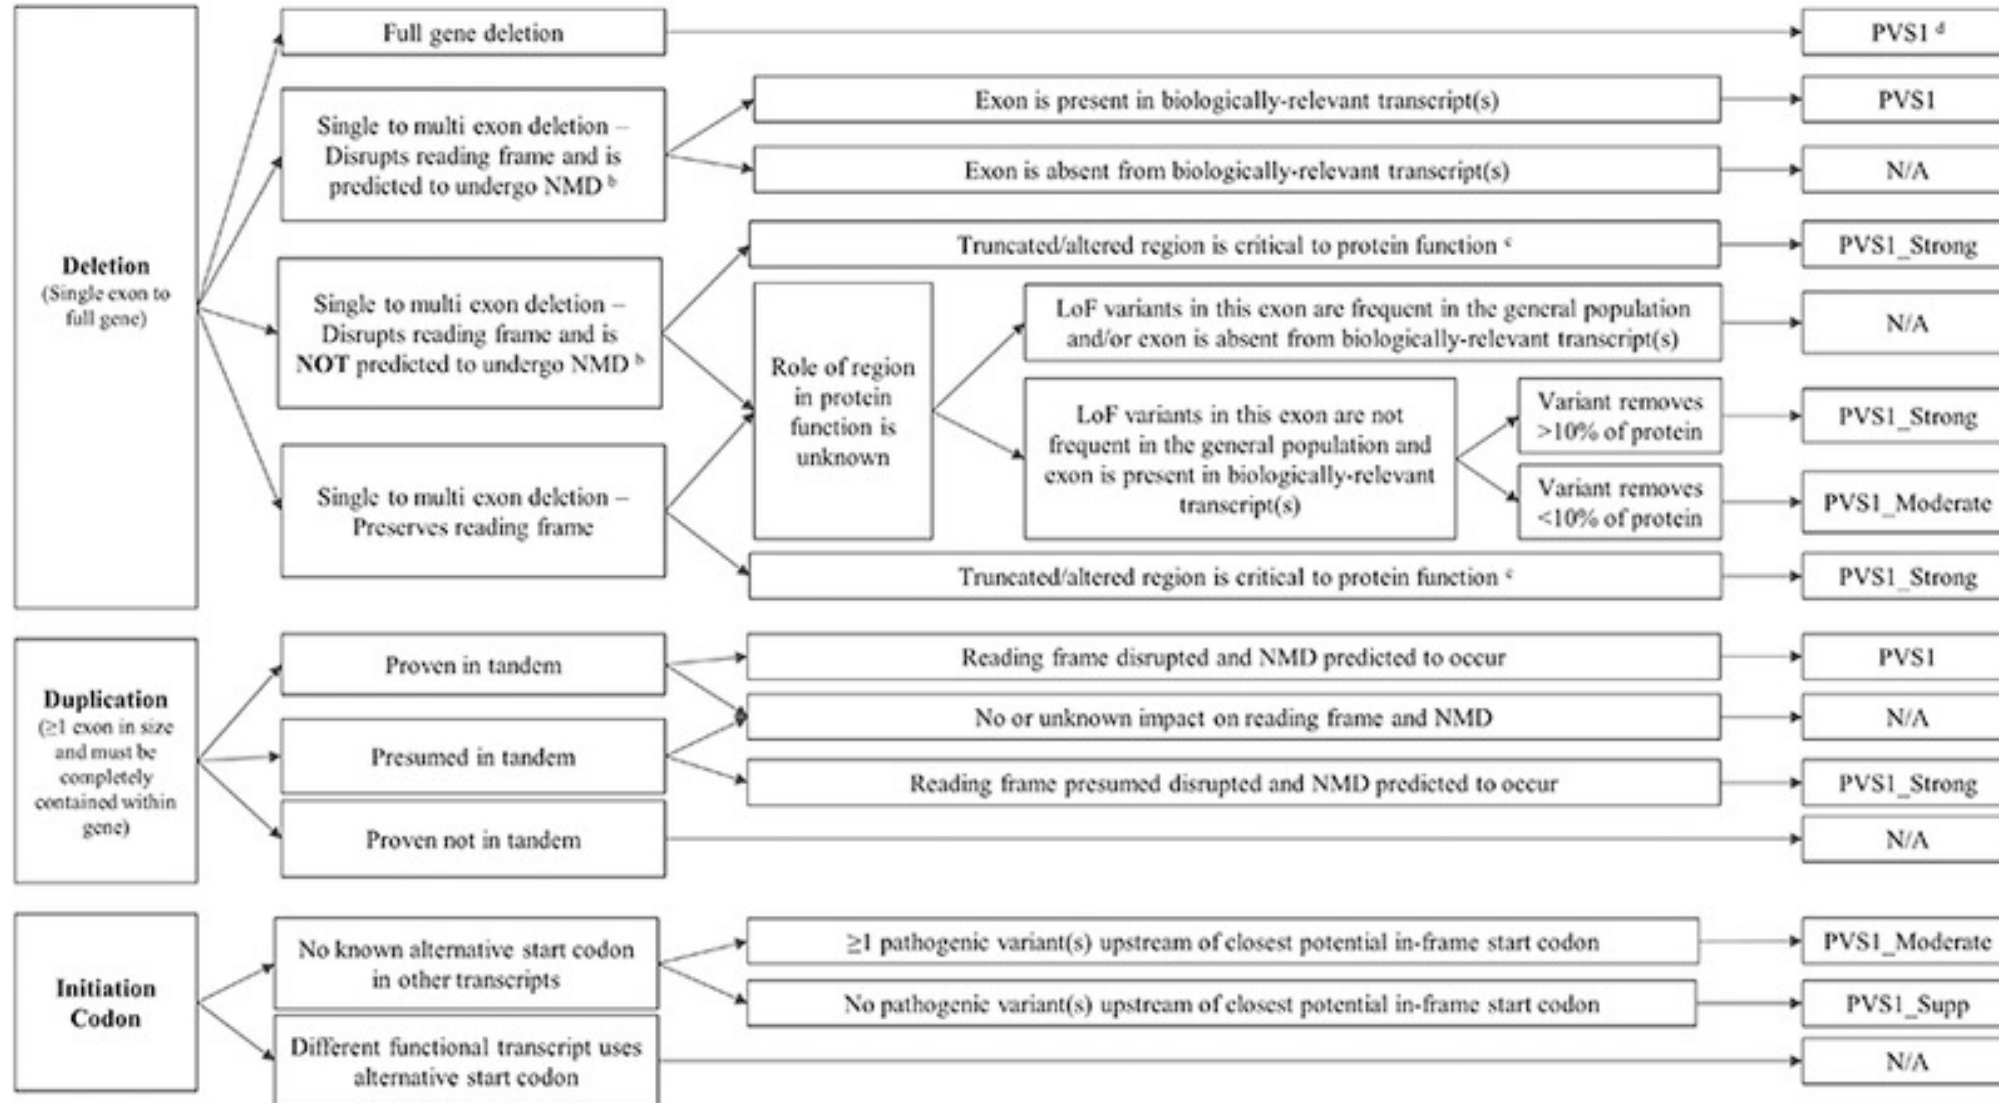 Deletion
(Single exon to
full gene)
Full gene deletion
PVS1 d
Single to multi exon deletion –
Disrupts reading frame and is
predicted to undergo NMD b
Exon is present in biologically-relevant transcript(s)
PVS1
Exon is absent from biologically-relevant transcript(s)
N/A
Single to multi exon deletion –
Disrupts reading frame and is
NOT predicted to undergo NMD b
Truncated/altered region is critical to protein function c
PVS1_Strong
Role of region
in protein
function is
unknown
LoF variants in this exon are frequent in the general population
and/or exon is absent from biologically-relevant transcript(s)
N/A
LoF variants in this exon are not
frequent in the general population and
exon is present in biologically-relevant
transcript(s)
Variant removes
>10% of protein
PVS1_Strong
Variant removes
<10% of protein
PVS1_Moderate
Single to multi exon deletion –
Preserves reading frame
Truncated/altered region is critical to protein function c
PVS1_Strong
Duplication
(≥1 exon in size
and must be
completely
contained within
gene)
Proven in tandem
Reading frame disrupted and NMD predicted to occur
PVS1
No or unknown impact on reading frame and NMD
N/A
Presumed in tandem
Reading frame presumed disrupted and NMD predicted to occur
PVS1_Strong
Proven not in tandem
N/A
Initiation
Codon
No known alternative start codon
in other transcripts
≥1 pathogenic variant(s) upstream of closest potential in-frame start codon
PVS1_Moderate
No pathogenic variant(s) upstream of closest potential in-frame start codon
PVS1_Supp
Different functional transcript uses
alternative start codon
N/A